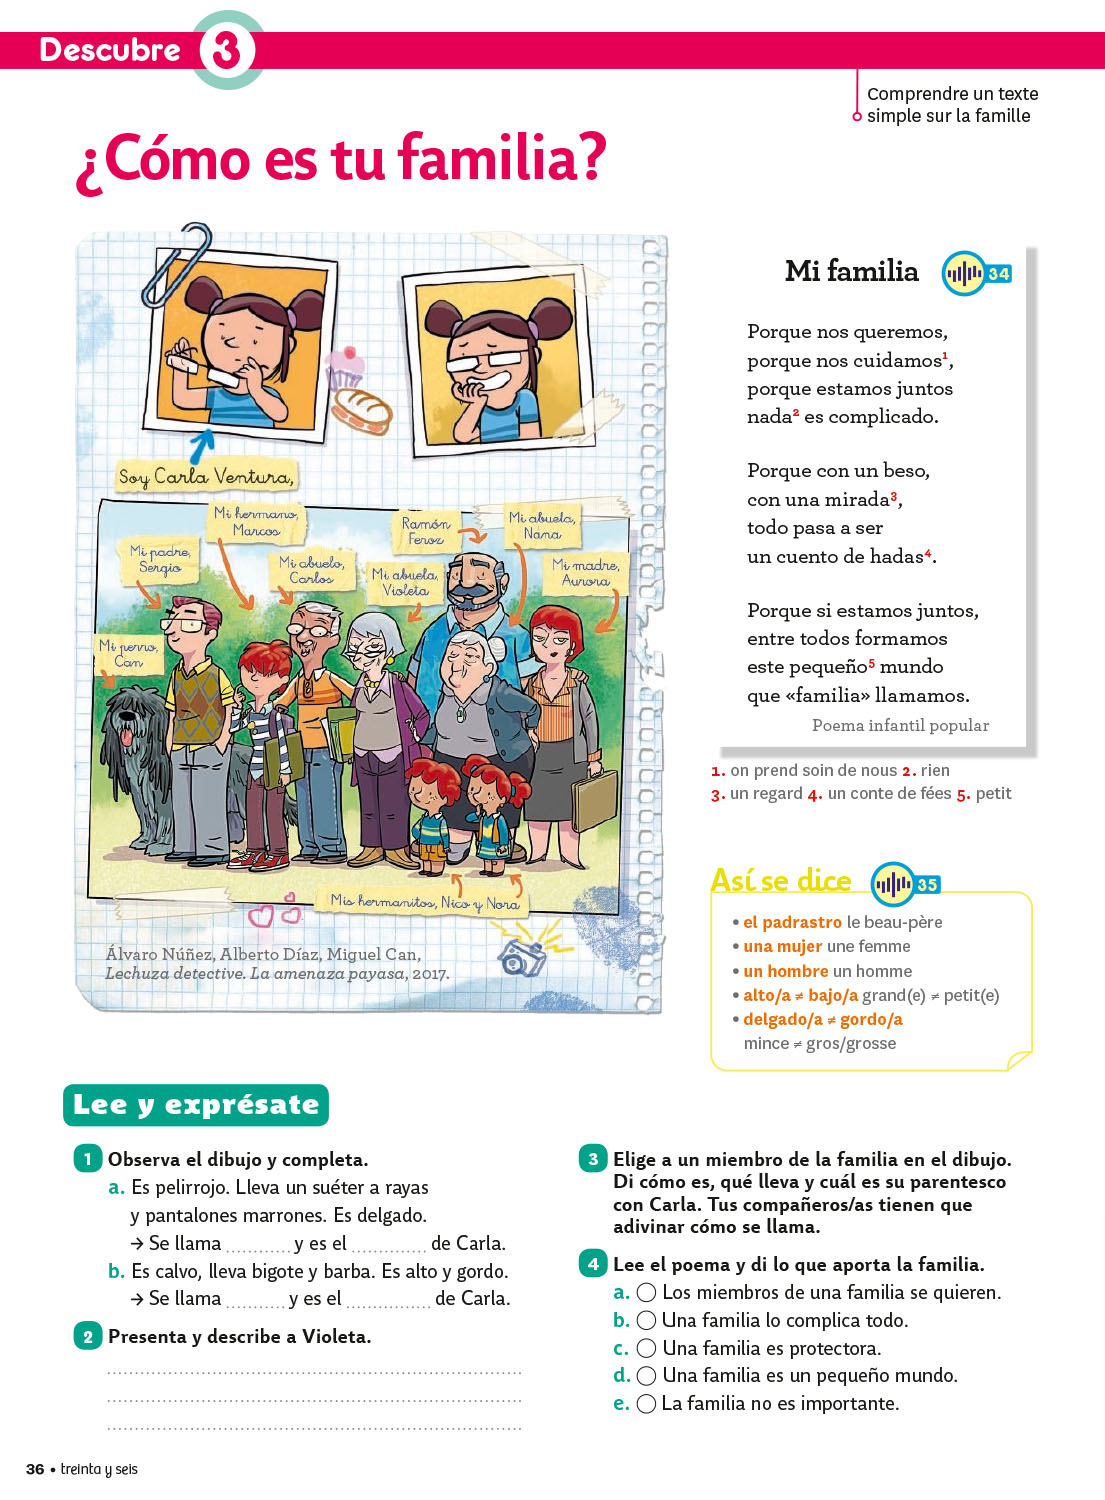 Descubre 3
Comprendre un texte
simple sur la famille
¿Cómo es tu familia?
Soy Carla Ventura,
Mi hermano,
Marcos
Ramón
Feroz
Mi abuela,
Nana
Mi padre,
Sergio
Mi abuelo,
Carlos
Mi abuela,
Violeta
Mi madre,
Aurora
Mi perro,
Can
Mis hermanitos, Nico y Nora
Álvaro Núñez, Alberto Díaz, Miguel Can,
Lechuza detective. La amenaza payasa, 2017.
Mi familia 34
Porque nos queremos,
porque nos cuidamos1,
porque estamos juntos
nada2 es complicado.
Porque con un beso,
con una mirada3,
todo pasa a ser
un cuento de hadas4.
Porque si estamos juntos,
entre todos formamos
este pequeño5 mundo
que «familia» llamamos.
Poema infantil popular
1. on prend soin de nous 2. rien
3. un regard 4. un conte de fées 5. petit
Así se dice 35
• el padrastro le beau-père
• una mujer une femme
• un hombre un homme
• alto/a ≠ bajo/a grand(e) ≠ petit(e)
• delgado/a ≠ gordo/a
mince ≠ gros/grosse
Lee y exprésate
1 Observa el dibujo y completa.
a. Es pelirrojo. Lleva un suéter a rayas
y pantalones marrones. Es delgado.
→ Se llama ............ y es el .............. de Carla.
b. Es calvo, lleva bigote y barba. Es alto y gordo.
→ Se llama ........... y es el ................ de Carla.
2 Presenta y describe a Violeta.
3 Elige a un miembro de la familia en el dibujo.
Di cómo es, qué lleva y cuál es su parentesco
con Carla. Tus compañeros/as tienen que
adivinar cómo se llama.
4 Lee el poema y di lo que aporta la familia.
a. Los miembros de una familia se quieren.
b. Una familia lo complica todo.
c. Una familia es protectora.
d. Una familia es un pequeño mundo.
e. La familia no es importante.
36 • treinta y seis